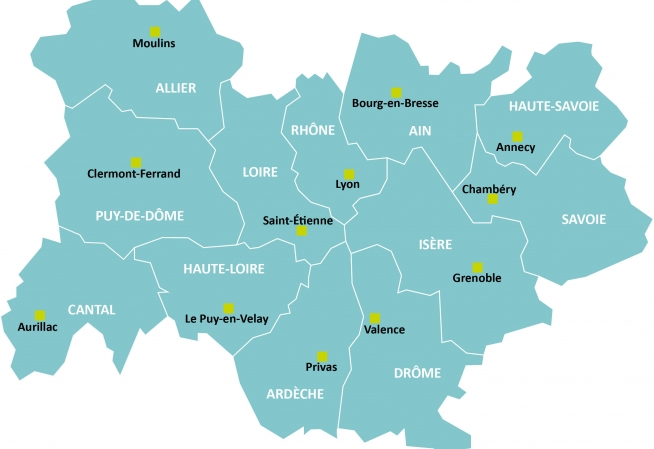 Moulins
ALLIER
Bourg-en-Bresse
HAUTE-SAVOIE
RHÔNE
AIN
Annecy
Clermont-Ferrand
LOIRE
Lyon
Chambéry
PUY-DE-DÔME
Saint-Étienne
SAVOIE
ISÈRE
HAUTE-LOIRE
Grenoble
CANTAL
Le Puy-en-Velay
Aurillac
Valence
Privas
DRÔME
ARDÈCHE